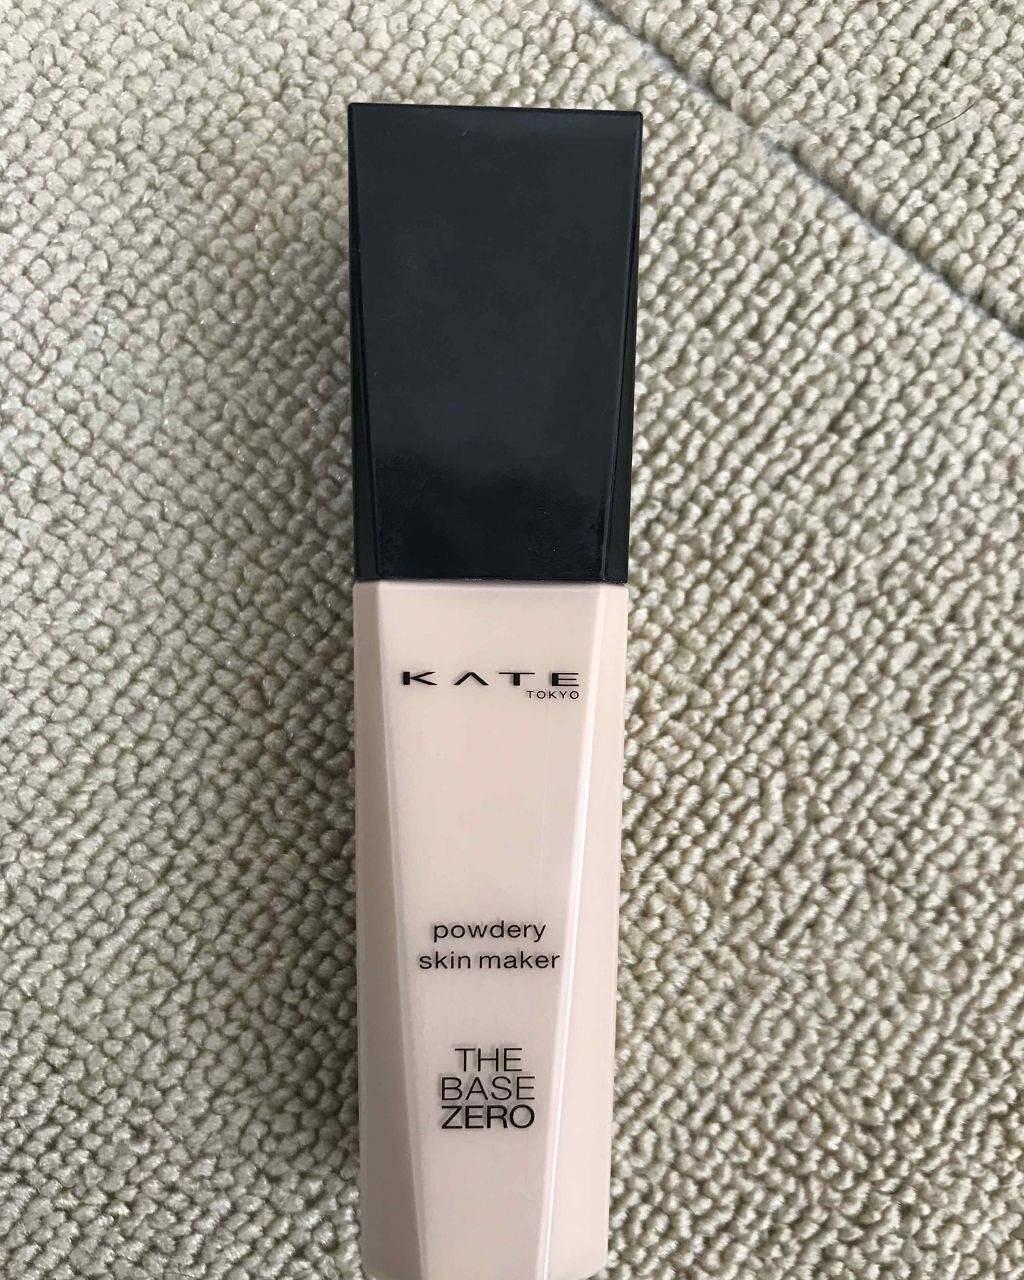 KATE
TOKYO
powdery
skin maker
THE
BASE
ZERO